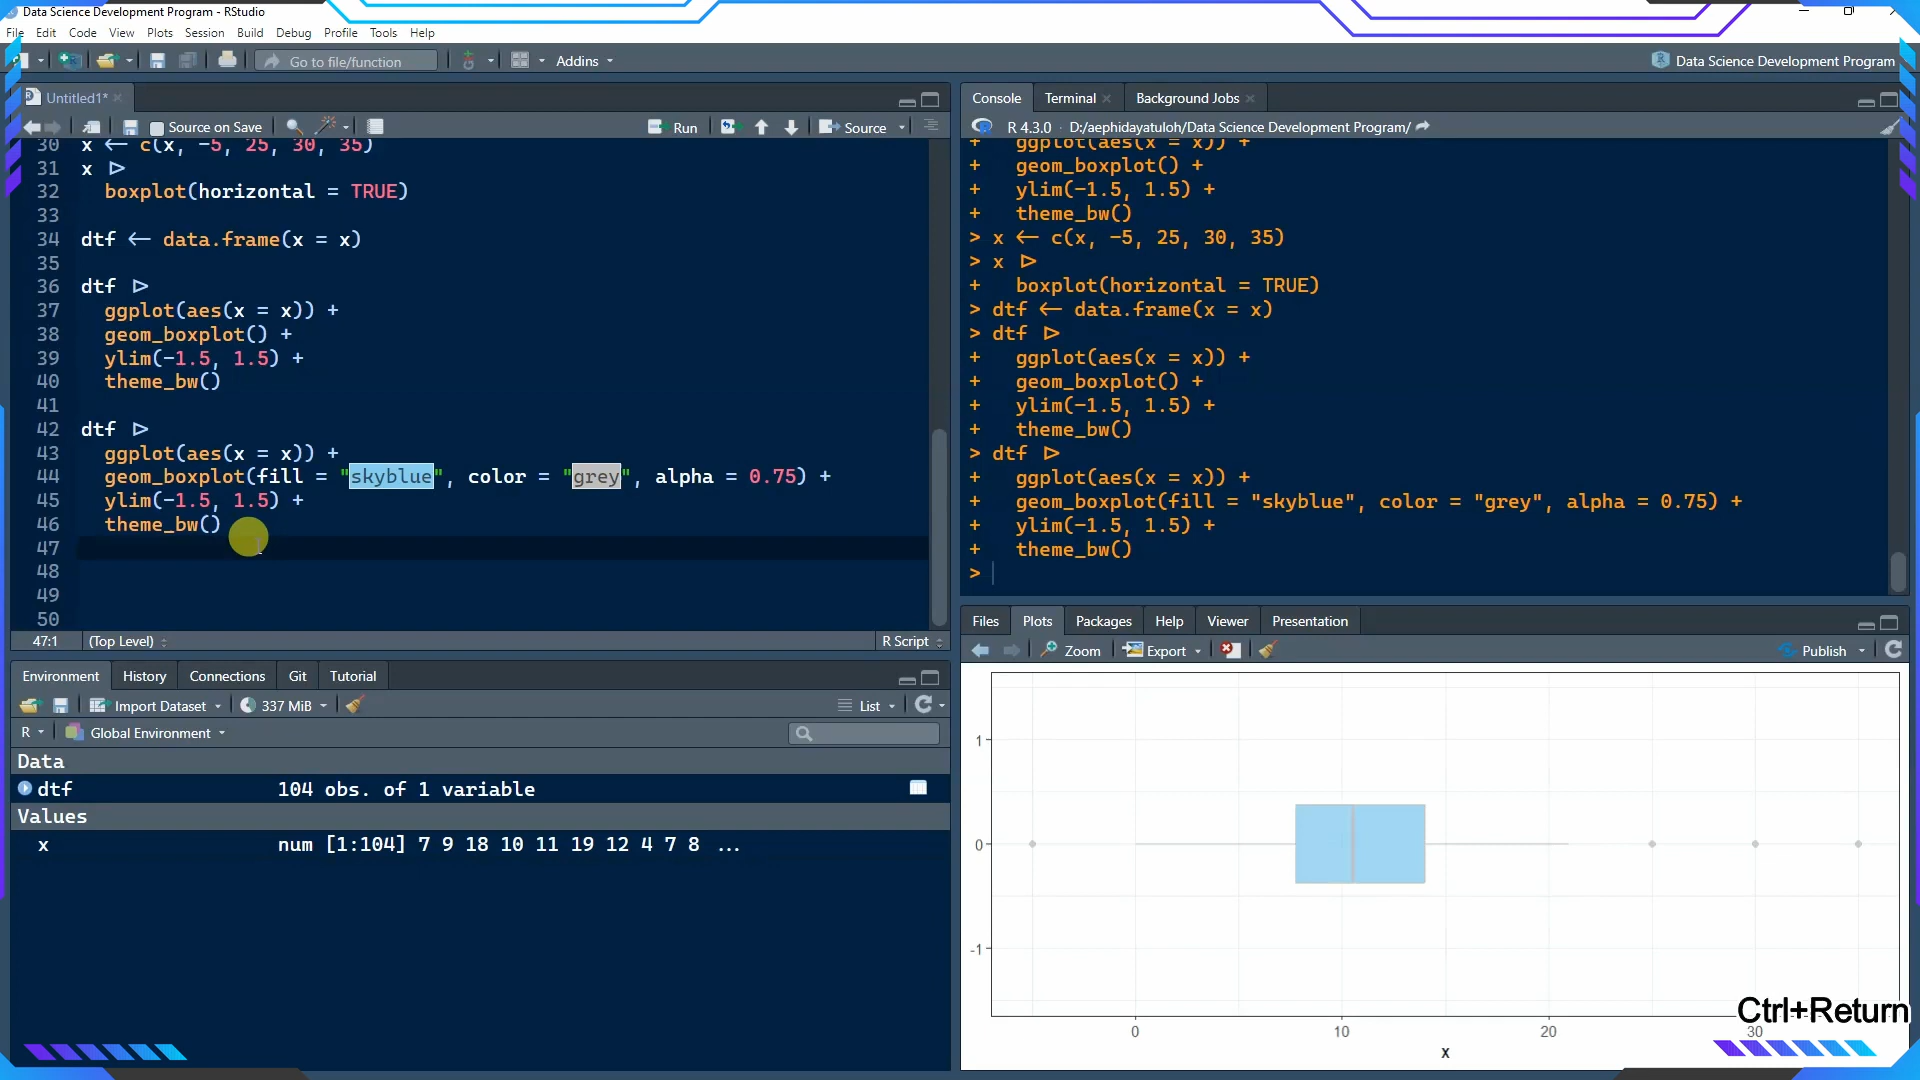 Data Science Development Program - RStudio
File Edit Code View Plots Session Build Debug Profile Tools Help
Go to file/function Addins Data Science Development Program
Untitled1*
Source on Save Run Source
30 x <- c(x, -5, 25, 30, 35)
31 x |>
32 boxplot(horizontal = TRUE)
33
34 dtf <- data.frame(x = x)
35
36 dtf |>
37 ggplot(aes(x = x)) +
38 geom_boxplot() +
39 ylim(-1.5, 1.5) +
40 theme_bw()
41
42 dtf |>
43 ggplot(aes(x = x)) +
44 geom_boxplot(fill = "skyblue", color = "grey", alpha = 0.75) +
45 ylim(-1.5, 1.5) +
46 theme_bw()
47
48
49
50
47:1 (Top Level) R Script
Environment History Connections Git Tutorial
Import Dataset 337 MiB List
R Global Environment
Data
dtf 104 obs. of 1 variable
Values
x num [1:104] 7 9 18 10 11 19 12 4 7 8 ...
Console Terminal Background Jobs
R 4.3.0 · D:/aephidayatuloh/Data Science Development Program/
+ ggplot(aes(x = x)) +
+ geom_boxplot() +
+ ylim(-1.5, 1.5) +
+ theme_bw()
> x <- c(x, -5, 25, 30, 35)
> x |>
+ boxplot(horizontal = TRUE)
> dtf <- data.frame(x = x)
> dtf |>
+ ggplot(aes(x = x)) +
+ geom_boxplot() +
+ ylim(-1.5, 1.5) +
+ theme_bw()
> dtf |>
+ ggplot(aes(x = x)) +
+ geom_boxplot(fill = "skyblue", color = "grey", alpha = 0.75) +
+ ylim(-1.5, 1.5) +
+ theme_bw()
>
Files Plots Packages Help Viewer Presentation
Zoom Export Publish
1
0
-1
0 10 20 30
x
Ctrl+Return